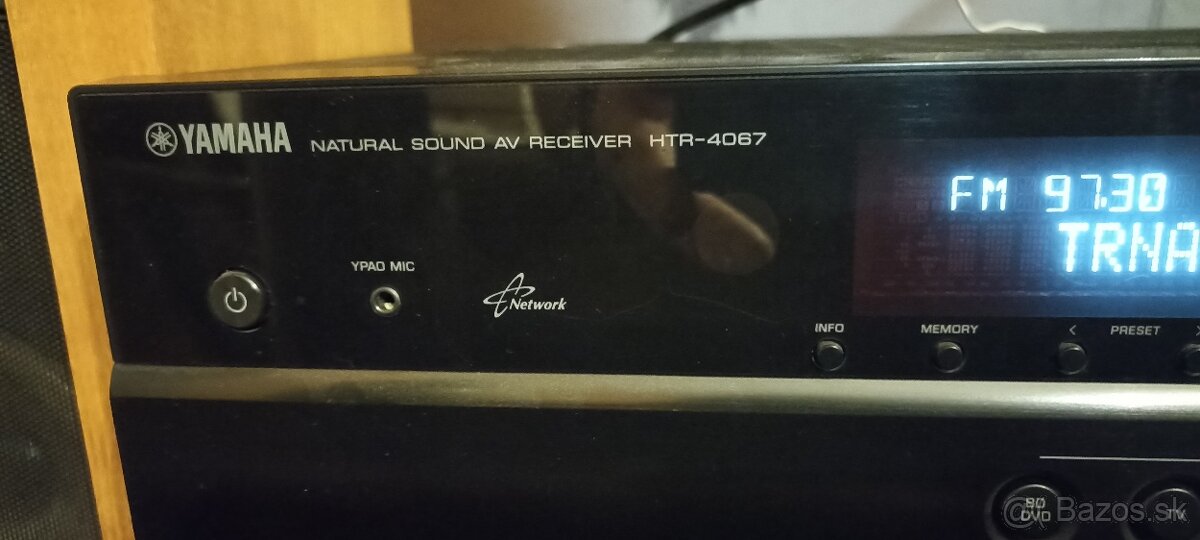 YAMAHA NATURAL SOUND AV RECEIVER HTR-4067
FM 97.30
TRNA
YPAO MIC
Network
INFO MEMORY < PRESET >
BD
DVD
TV
Bazos.sk